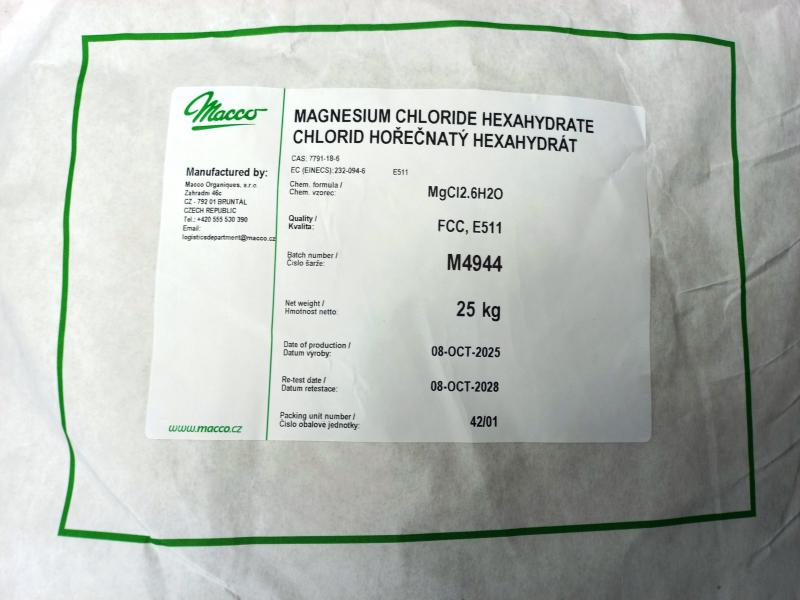 Macco
MAGNESIUM CHLORIDE HEXAHYDRATE
CHLORID HOŘEČNATÝ HEXAHYDRÁT
CAS: 7791-18-6
EC (EINECS):232-094-6 E511
Manufactured by:
Macco Organiques, s.r.o.
Zahradní 46c
CZ - 792 01 BRUNTÁL
CZECH REPUBLIC
Tel.: +420 555 530 390
Email:
logisticsdepartment@macco.cz
www.macco.cz
Chem. formula /
Chem. vzorec:
MgCl2.6H2O
Quality /
Kvalita:
FCC, E511
Batch number /
Číslo šarže:
M4944
Net weight /
Hmotnost netto:
25 kg
Date of production /
Datum výroby:
08-OCT-2025
Re-test date /
Datum retestace:
08-OCT-2028
Packing unit number /
Číslo obalové jednotky:
42/01